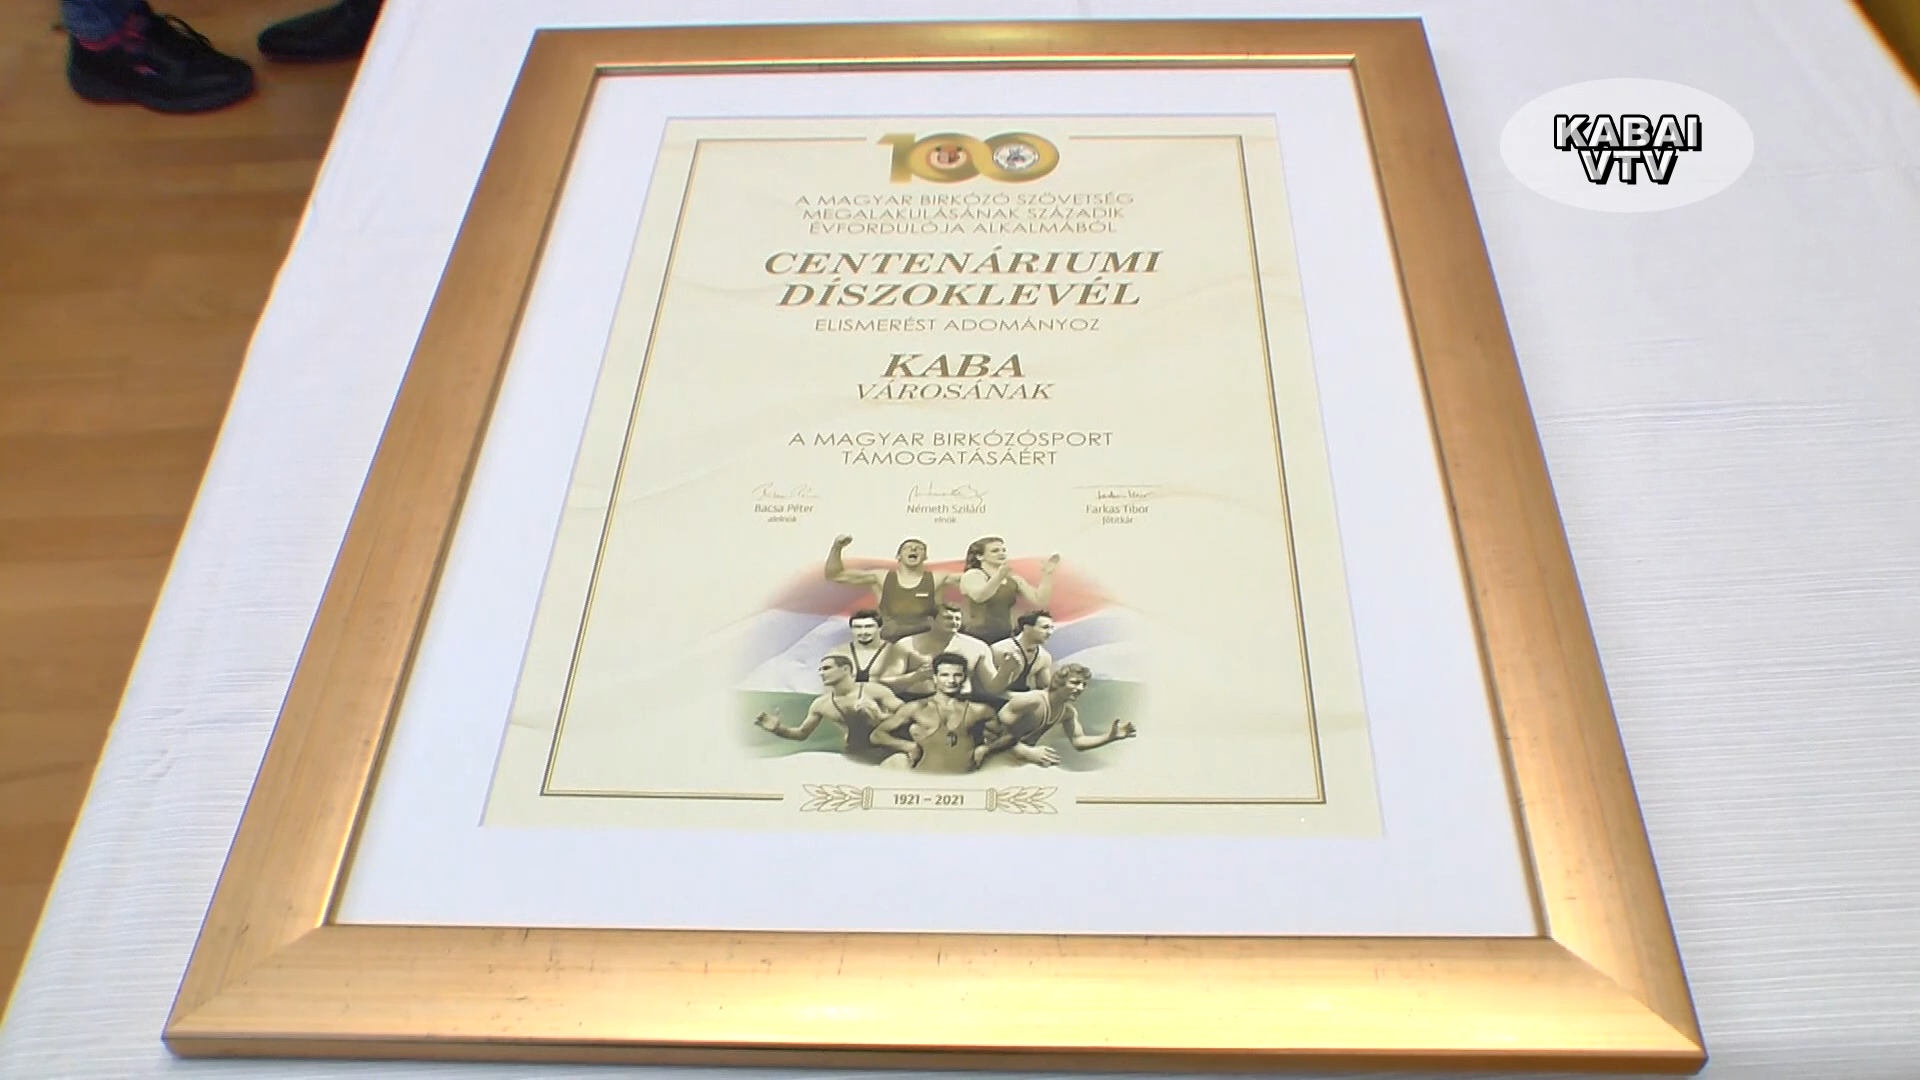 100
KABAI
VTV
A MAGYAR BIRKÓZÓ SZÖVETSÉG
MEGALAKULÁSÁNAK SZÁZADIK
ÉVFORDULÓJA ALKALMÁBÓL
CENTENÁRIUMI
DÍSZOKLEVÉL
ELISMERÉST ADOMÁNYOZ
KABA
VÁROSÁNAK
A MAGYAR BIRKÓZÓSPORT
TÁMOGATÁSÁÉRT
Bacsa Péter Németh Szilárd Farkas Tibor
alelnök elnök főtitkár
1921 – 2021